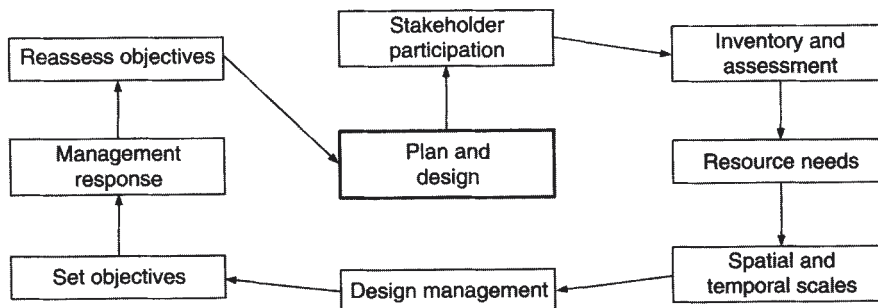 Stakeholder
participation
Reassess objectives
Inventory and
assessment
Management
response
Plan and
design
Resource needs
Set objectives
Design management
Spatial and
temporal scales